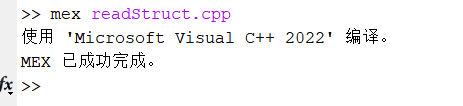 >> mex readStruct.cpp
使用 'Microsoft Visual C++ 2022' 编译。
MEX 已成功完成。
fx >>